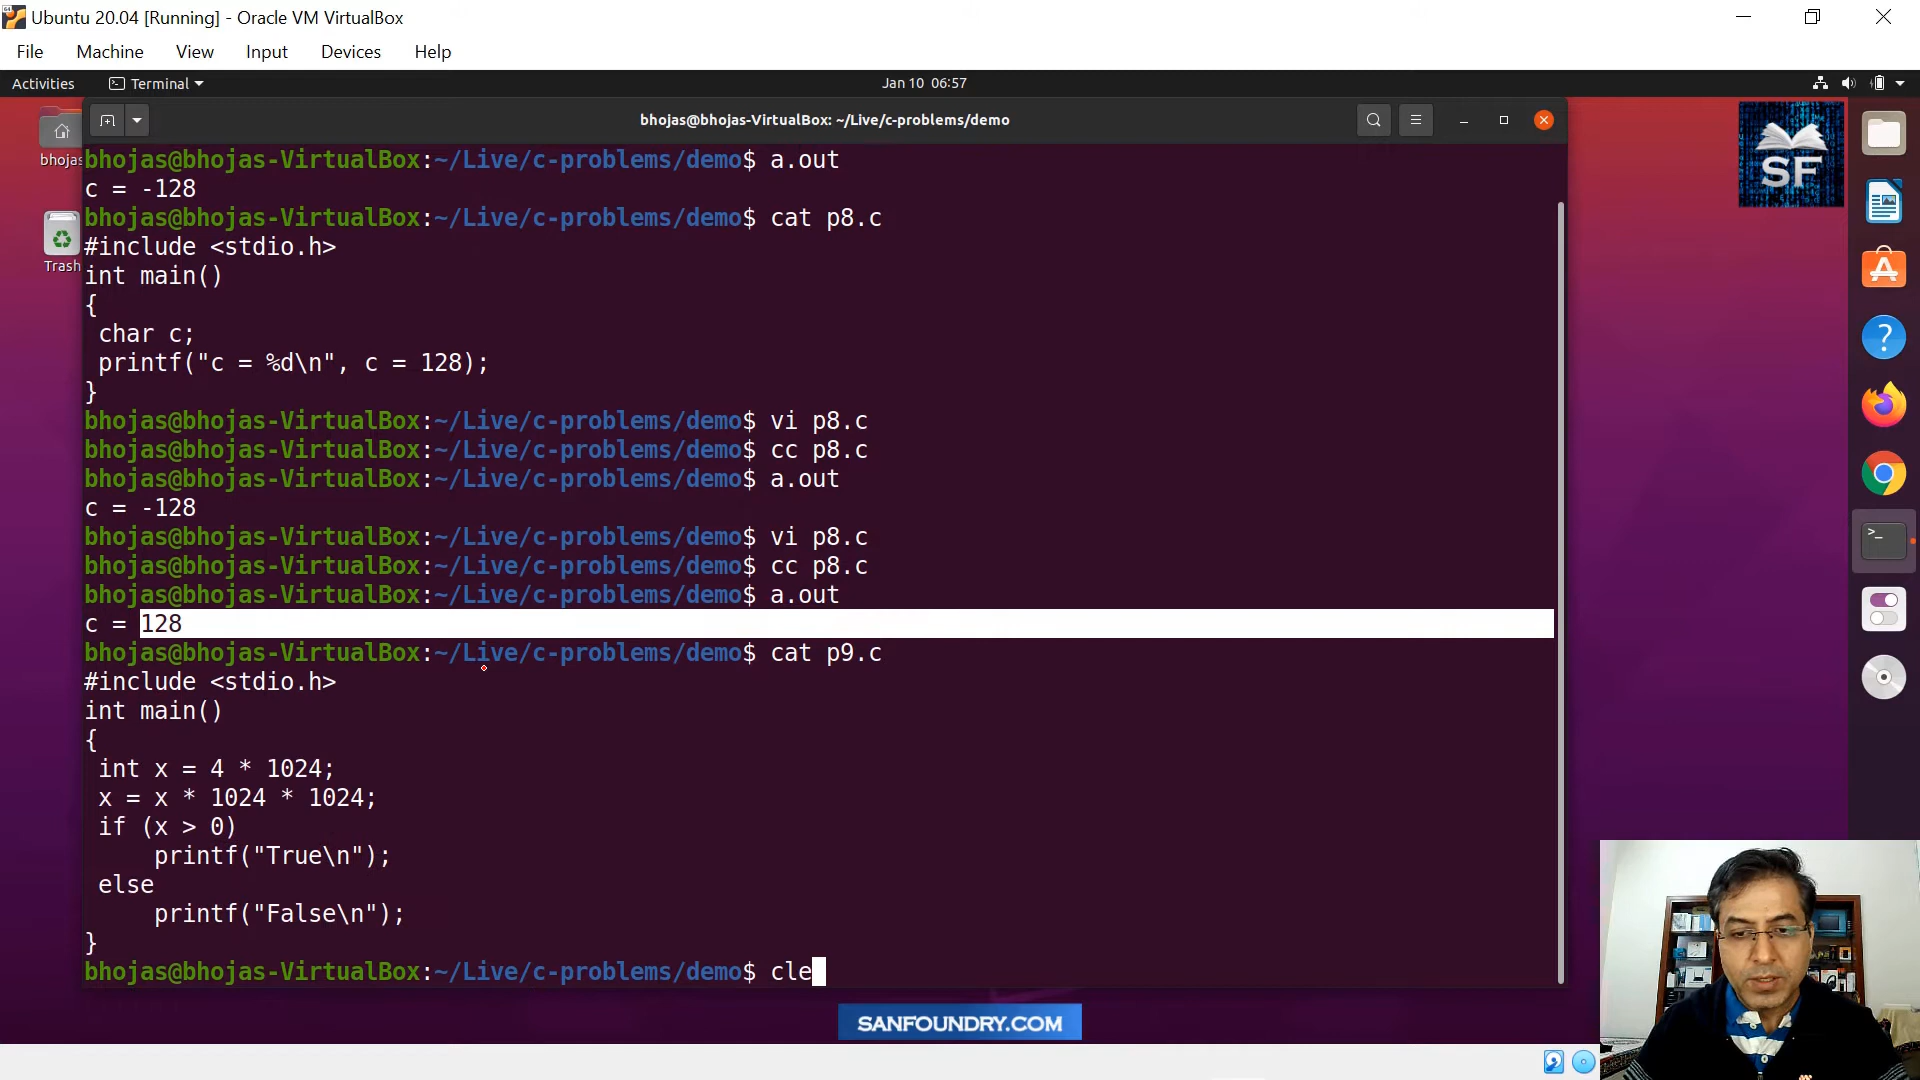 Ubuntu 20.04 [Running] - Oracle VM VirtualBox
File Machine View Input Devices Help
Activities Terminal Jan 10 06:57
bhojas@bhojas-VirtualBox: ~/Live/c-problems/demo
bhojas
Trash
SF
bhojas@bhojas-VirtualBox:~/Live/c-problems/demo$ a.out
c = -128
bhojas@bhojas-VirtualBox:~/Live/c-problems/demo$ cat p8.c
#include <stdio.h>
int main()
{
char c;
printf("c = %d\n", c = 128);
}
bhojas@bhojas-VirtualBox:~/Live/c-problems/demo$ vi p8.c
bhojas@bhojas-VirtualBox:~/Live/c-problems/demo$ cc p8.c
bhojas@bhojas-VirtualBox:~/Live/c-problems/demo$ a.out
c = -128
bhojas@bhojas-VirtualBox:~/Live/c-problems/demo$ vi p8.c
bhojas@bhojas-VirtualBox:~/Live/c-problems/demo$ cc p8.c
bhojas@bhojas-VirtualBox:~/Live/c-problems/demo$ a.out
c = 128
bhojas@bhojas-VirtualBox:~/Live/c-problems/demo$ cat p9.c
#include <stdio.h>
int main()
{
int x = 4 * 1024;
x = x * 1024 * 1024;
if (x > 0)
printf("True\n");
else
printf("False\n");
}
bhojas@bhojas-VirtualBox:~/Live/c-problems/demo$ cle
SANFOUNDRY.COM